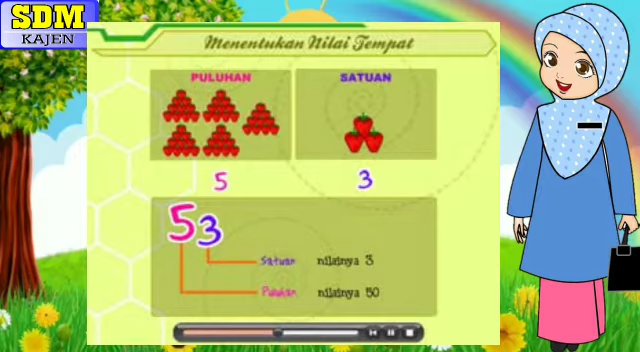 SDM
KAJEN
Menentukan Nilai Tempat
PULUHAN SATUAN
5 3
53
Satuan nilainya 3
Puluhan nilainya 50